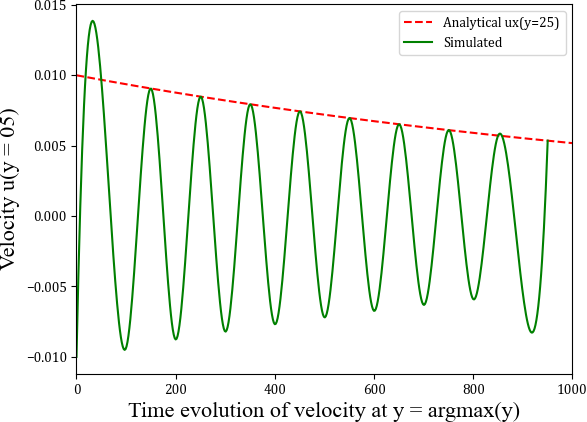 0.015
0.010
0.005
0.000
−0.005
−0.010
Velocity u(y = 05)
Analytical ux(y=25)
Simulated
0 200 400 600 800 1000
Time evolution of velocity at y = argmax(y)